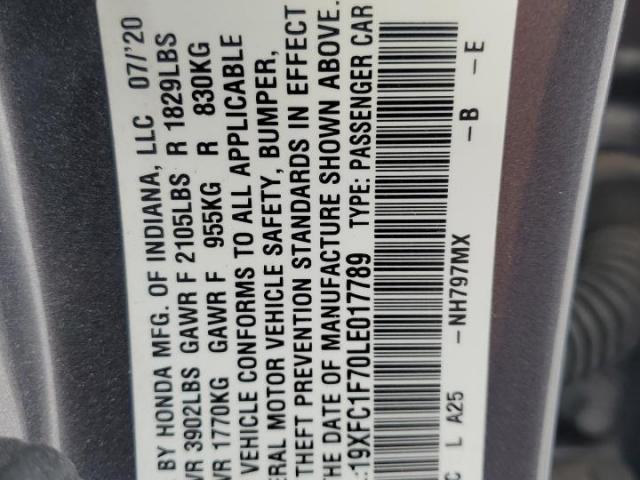 BY HONDA MFG. OF INDIANA, LLC 07/'20
VWR 3902LBS GAWR F 2105LBS R 1829LBS
VWR 1770KG GAWR F 955KG R 830KG
VEHICLE CONFORMS TO ALL APPLICABLE
ERAL MOTOR VEHICLE SAFETY, BUMPER,
THEFT PREVENTION STANDARDS IN EFFECT
THE DATE OF MANUFACTURE SHOWN ABOVE.
:19XFC1F70LE017789 TYPE: PASSENGER CAR
C L A25 -NH797MX -B -E